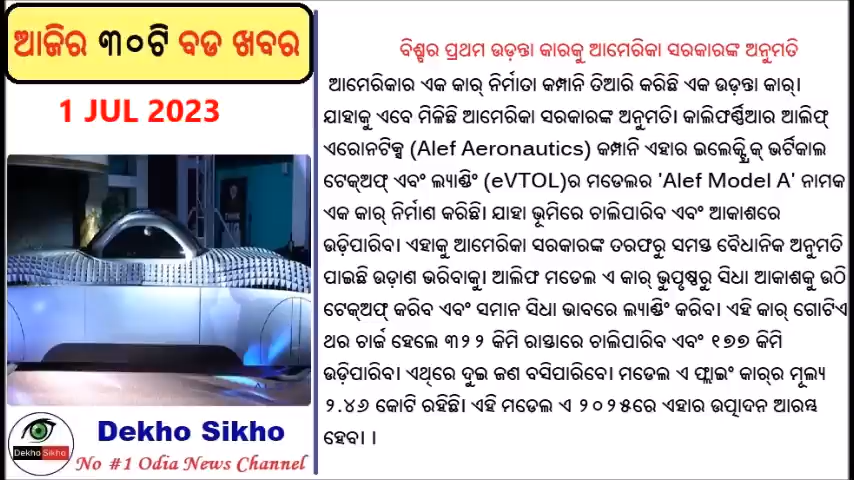 ଆଜିର ୩୦ଟି ବଡ ଖବର
1 JUL 2023
ବିଶ୍ୱର ପ୍ରଥମ ଉଡ଼ନ୍ତା କାରକୁ ଆମେରିକା ସରକାରଙ୍କ ଅନୁମତି
ଆମେରିକାର ଏକ କାର୍ ନିର୍ମାତା କମ୍ପାନି ତିଆରି କରିଛି ଏକ ଉଡ଼ନ୍ତା କାର୍।
ଯାହାକୁ ଏବେ ମିଳିଛି ଆମେରିକା ସରକାରଙ୍କ ଅନୁମତି। କାଲିଫର୍ଣ୍ଣିଆର ଆଲିଫ୍
ଏରୋନଟିକ୍ସ (Alef Aeronautics) କମ୍ପାନି ଏହାର ଇଲେକ୍ଟ୍ରିକ୍ ଭର୍ଟିକାଲ
ଟେକ୍ଅଫ୍ ଏବଂ ଲ୍ୟାଣ୍ଡିଂ (eVTOL)ର ମଡେଲର 'Alef Model A' ନାମକ
ଏକ କାର୍ ନିର୍ମାଣ କରିଛି। ଯାହା ଭୂମିରେ ଚାଲିପାରିବ ଏବଂ ଆକାଶରେ
ଉଡ଼ିପାରିବ। ଏହାକୁ ଆମେରିକା ସରକାରଙ୍କ ତରଫରୁ ସମସ୍ତ ବୈଧାନିକ ଅନୁମତି
ପାଇଛି ଉଡ଼ାଣ ଭରିବାକୁ। ଆଲିଫ ମଡେଲ ଏ କାର୍ ଭୁପୃଷ୍ଠରୁ ସିଧା ଆକାଶକୁ ଉଠି
ଟେକ୍ଅଫ୍ କରିବ ଏବଂ ସମାନ ସିଧା ଭାବରେ ଲ୍ୟାଣ୍ଡିଂ କରିବ। ଏହି କାର୍ ଗୋଟିଏ
ଥର ଚାର୍ଜ ହେଲେ ୩୨୨ କିମି ରାସ୍ତାରେ ଚାଲିପାରିବ ଏବଂ ୧୭୭ କିମି
ଉଡ଼ିପାରିବ। ଏଥିରେ ଦୁଇ ଜଣ ବସିପାରିବେ। ମଡେଲ ଏ ଫ୍ଲାଇଂ କାର୍‌ର ମୂଲ୍ୟ
୨.୪୬ କୋଟି ରହିଛି। ଏହି ମଡେଲ ଏ ୨୦୨୫ରେ ଏହାର ଉତ୍ପାଦନ ଆରମ୍ଭ
ହେବ। ।
Dekho Sikho
Dekho Sikho
No #1 Odia News Channel